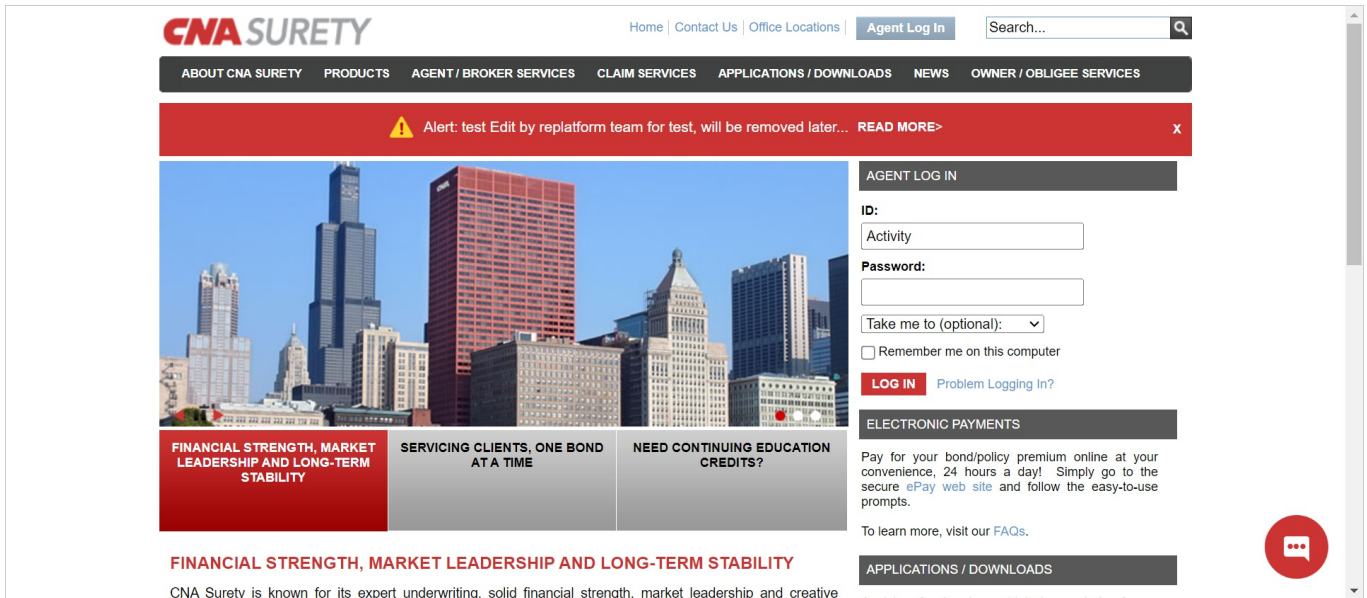 CNA SURETY
Home | Contact Us | Office Locations |
Agent Log In
Search...
ABOUT CNA SURETY PRODUCTS AGENT / BROKER SERVICES CLAIM SERVICES APPLICATIONS / DOWNLOADS NEWS OWNER / OBLIGEE SERVICES
Alert: test Edit by replatform team for test, will be removed later... READ MORE>
X
CNA
FINANCIAL STRENGTH, MARKET
LEADERSHIP AND LONG-TERM
STABILITY
SERVICING CLIENTS, ONE BOND
AT A TIME
NEED CONTINUING EDUCATION
CREDITS?
FINANCIAL STRENGTH, MARKET LEADERSHIP AND LONG-TERM STABILITY
CNA Surety is known for its expert underwriting, solid financial strength, market leadership and creative
AGENT LOG IN
ID:
Activity
Password:
Take me to (optional):
Remember me on this computer
LOG IN
Problem Logging In?
ELECTRONIC PAYMENTS
Pay for your bond/policy premium online at your
convenience, 24 hours a day! Simply go to the
secure ePay web site and follow the easy-to-use
prompts.
To learn more, visit our FAQs.
APPLICATIONS / DOWNLOADS